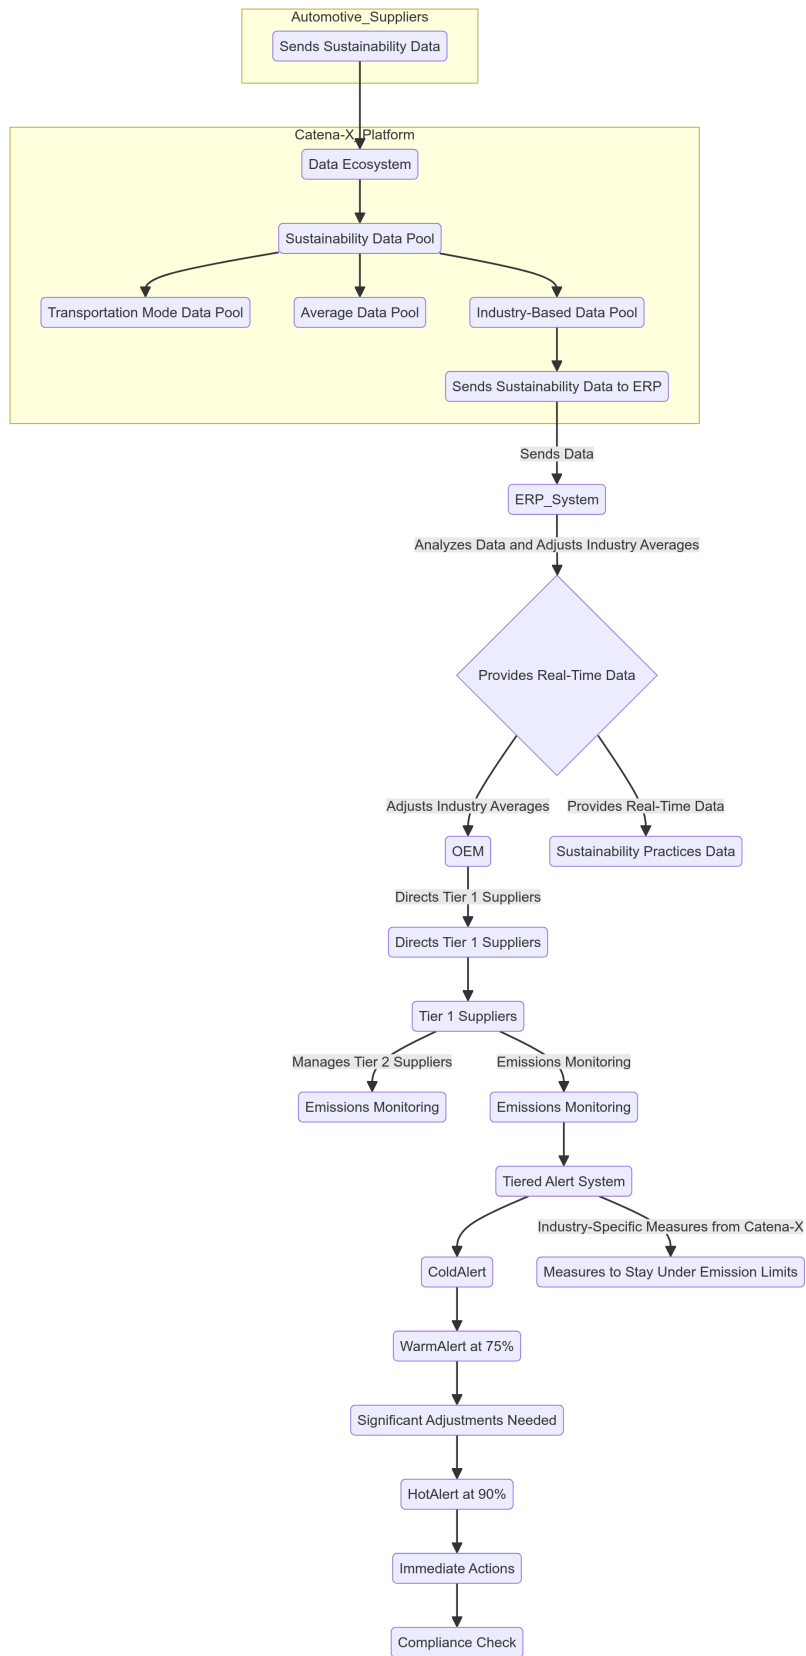 Automotive_Suppliers
Sends Sustainability Data
Catena-X_Platform
Data Ecosystem
Sustainability Data Pool
Transportation Mode Data Pool
Average Data Pool
Industry-Based Data Pool
Sends Sustainability Data to ERP
Sends Data
ERP_System
Analyzes Data and Adjusts Industry Averages
Provides Real-Time Data
Adjusts Industry Averages
Provides Real-Time Data
OEM
Sustainability Practices Data
Directs Tier 1 Suppliers
Directs Tier 1 Suppliers
Tier 1 Suppliers
Manages Tier 2 Suppliers
Emissions Monitoring
Emissions Monitoring
Emissions Monitoring
Tiered Alert System
Industry-Specific Measures from Catena-X
ColdAlert
Measures to Stay Under Emission Limits
WarmAlert at 75%
Significant Adjustments Needed
HotAlert at 90%
Immediate Actions
Compliance Check